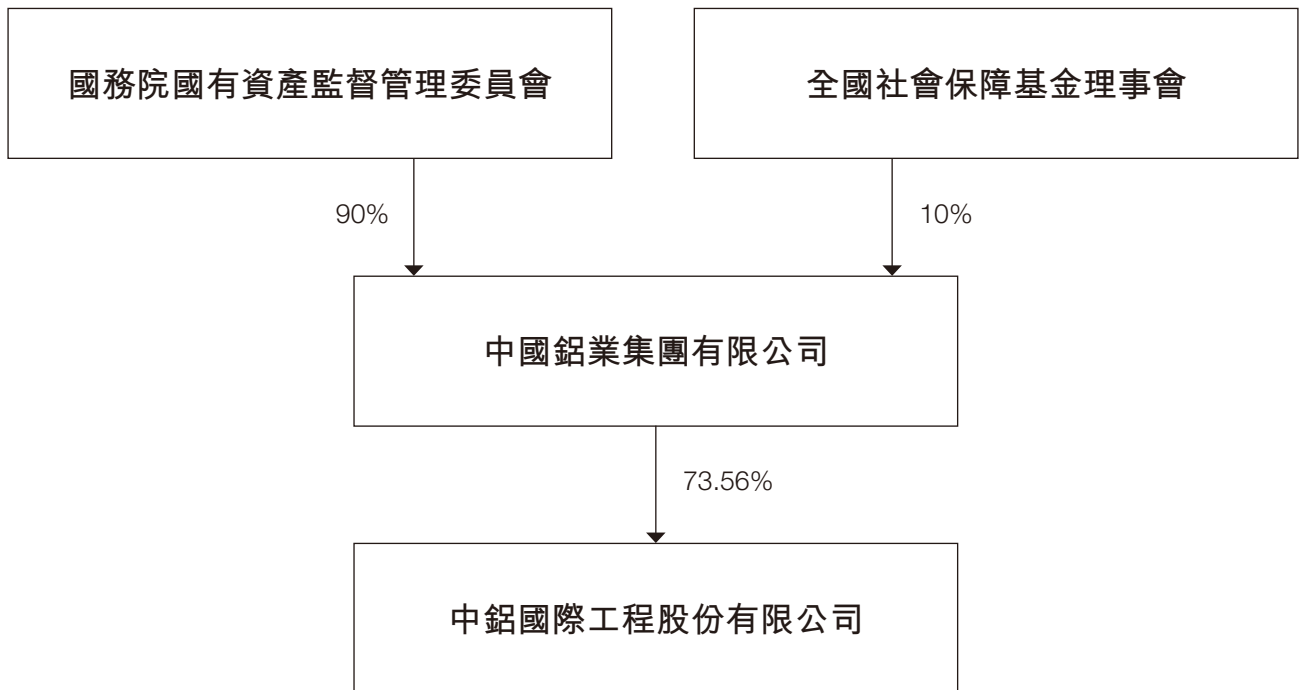 國務院國有資產監督管理委員會
全國社會保障基金理事會
90%
10%
中國鋁業集團有限公司
73.56%
中鋁國際工程股份有限公司